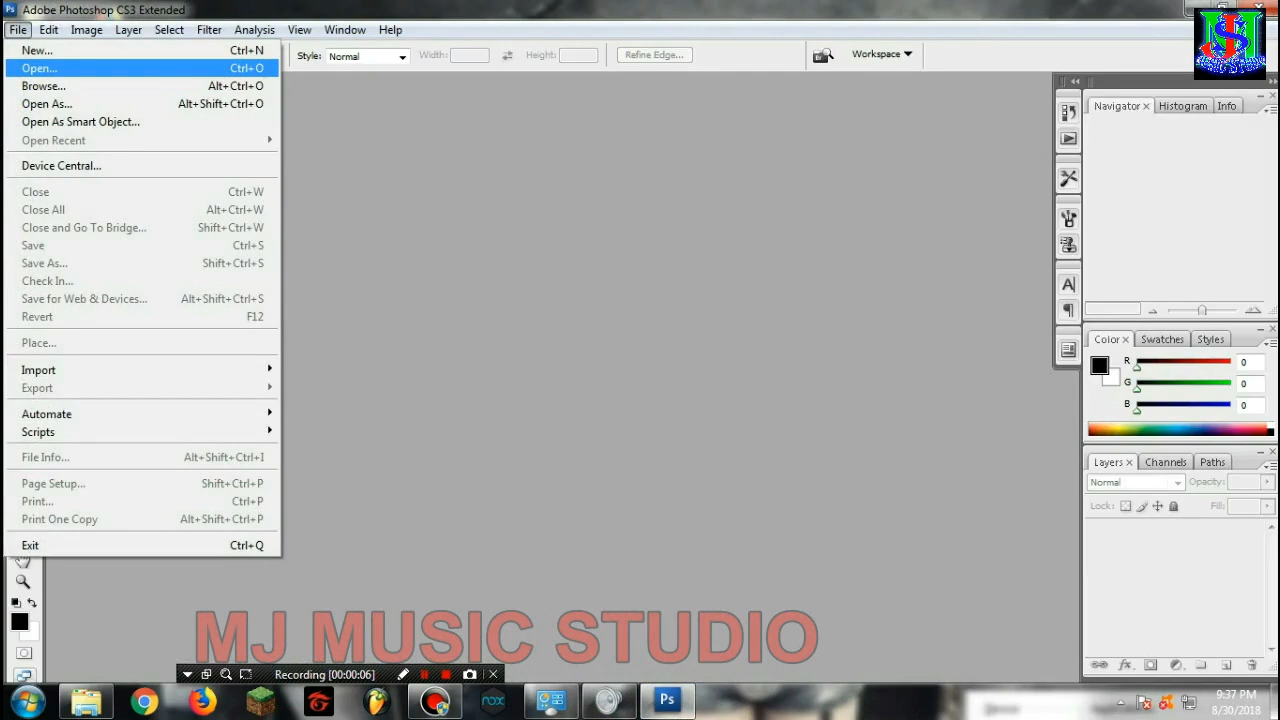 Adobe Photoshop CS3 Extended
File Edit Image Layer Select Filter Analysis View Window Help
Style: Normal Width: Height: Refine Edge... Workspace
New... Ctrl+N
Open... Ctrl+O
Browse... Alt+Ctrl+O
Open As... Alt+Shift+Ctrl+O
Open As Smart Object...
Open Recent
Device Central...
Close Ctrl+W
Close All Alt+Ctrl+W
Close and Go To Bridge... Shift+Ctrl+W
Save Ctrl+S
Save As... Shift+Ctrl+S
Check In...
Save for Web & Devices... Alt+Shift+Ctrl+S
Revert F12
Place...
Import
Export
Automate
Scripts
File Info... Alt+Shift+Ctrl+I
Page Setup... Shift+Ctrl+P
Print... Ctrl+P
Print One Copy Alt+Shift+Ctrl+P
Exit Ctrl+Q
Navigator Histogram Info
Color Swatches Styles
R 0
G 0
B 0
Layers Channels Paths
Normal Opacity:
Lock: Fill:
MJ MUSIC STUDIO
Recording [00:00:06]
nox
Ps
9:37 PM
8/30/2018